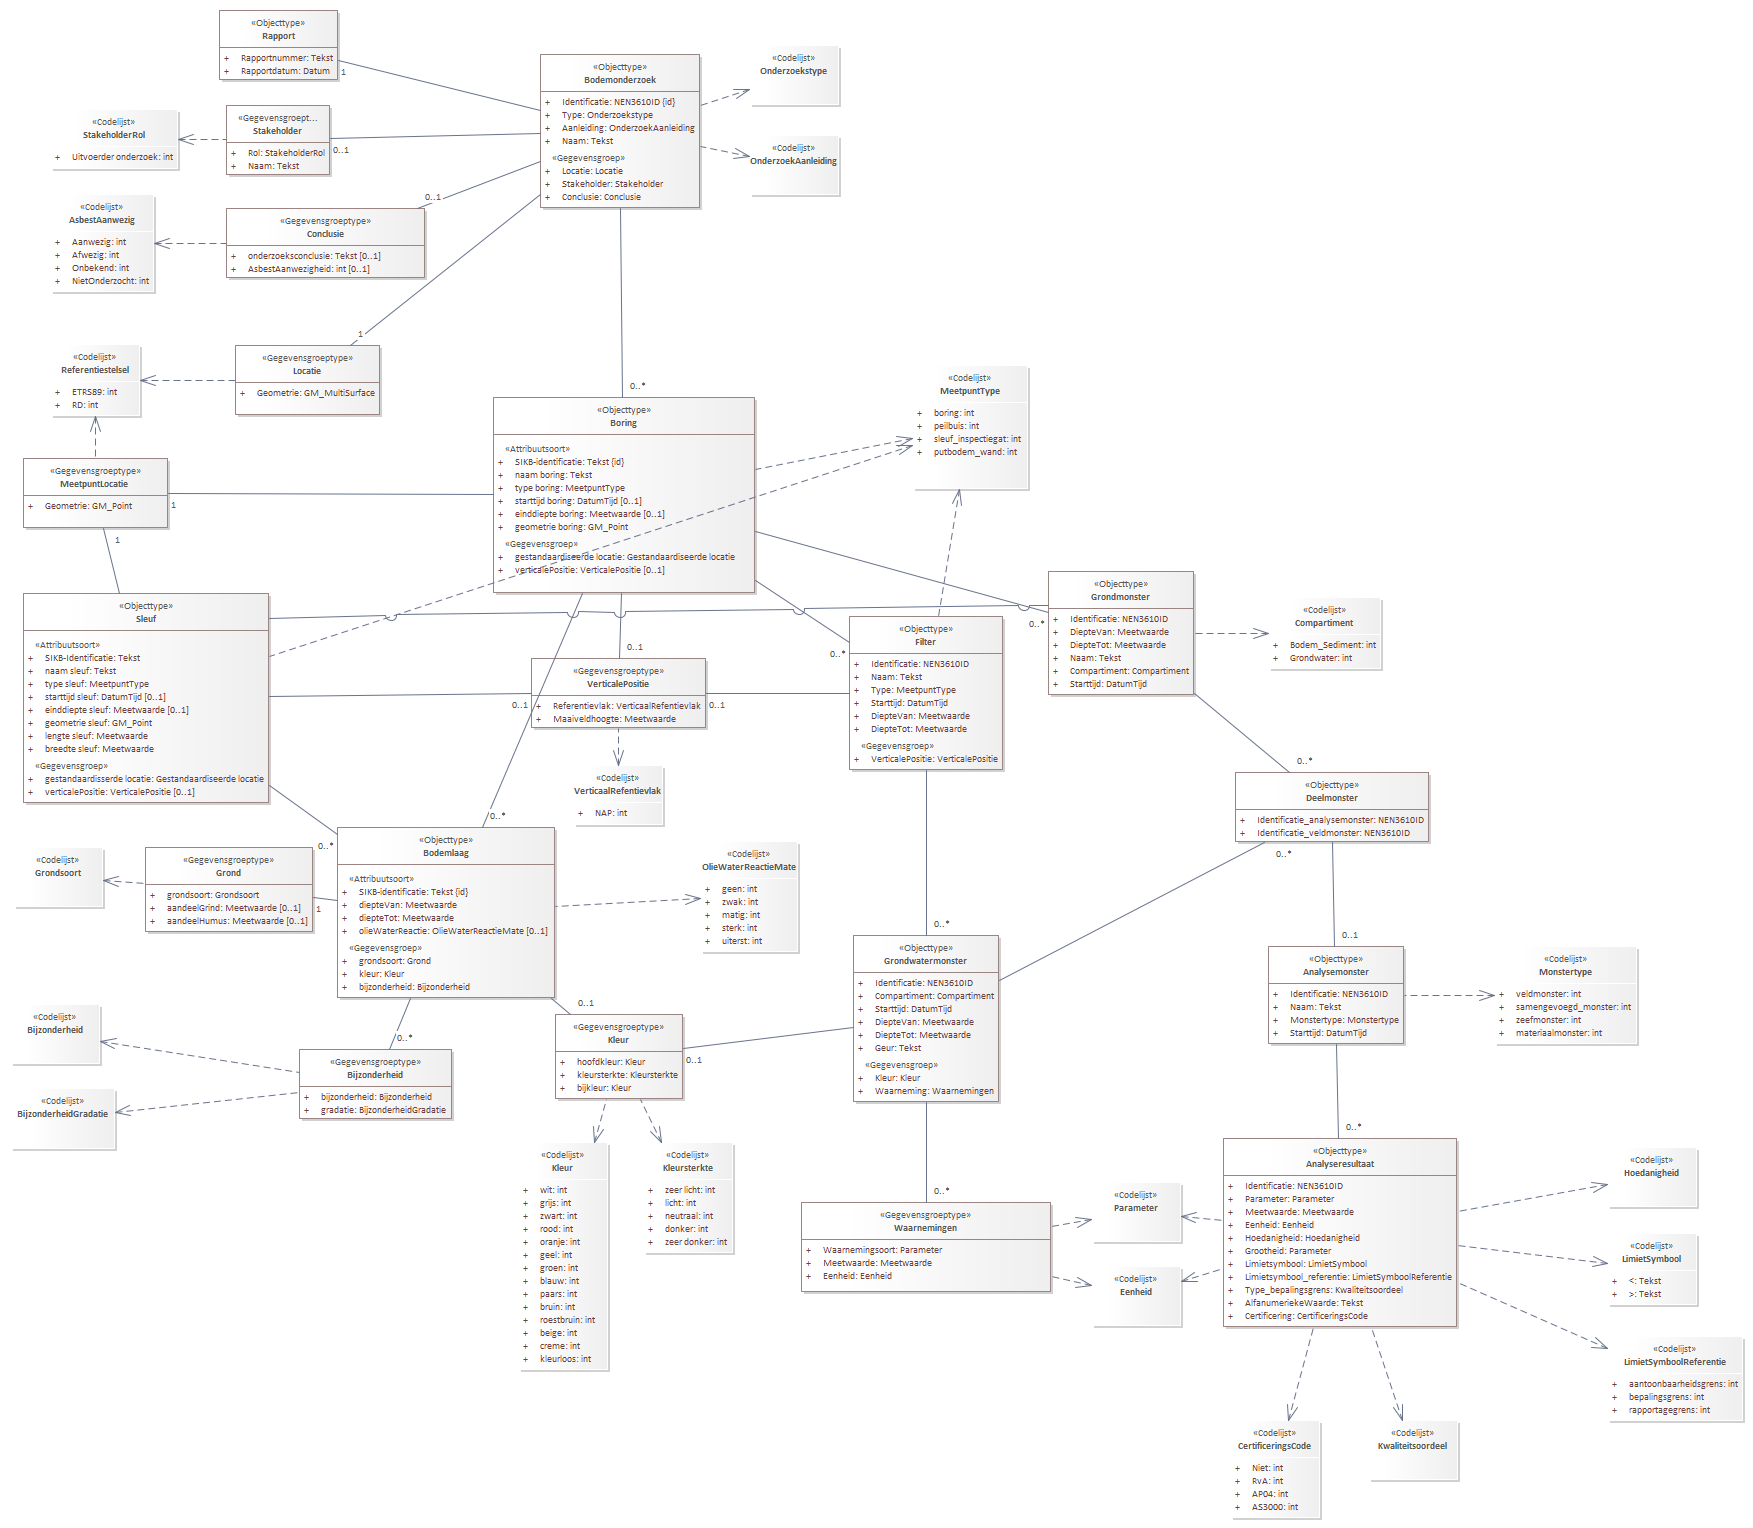 «Objecttype»
Rapport
+ Rapportnummer: Tekst
+ Rapportdatum: Datum
1
«Objecttype»
Bodemonderzoek
+ Identificatie: NEN3610ID {id}
+ Type: Onderzoekstype
+ Aanleiding: OnderzoekAanleiding
+ Naam: Tekst
«Gegevensgroep»
+ Locatie: Locatie
+ Stakeholder: Stakeholder
+ Conclusie: Conclusie
«Codelijst»
Onderzoekstype
«Codelijst»
OnderzoekAanleiding
«Codelijst»
StakeholderRol
+ Uitvoerder onderzoek: int
«Gegevensgroept...
Stakeholder
+ Rol: StakeholderRol
+ Naam: Tekst
0..1
«Codelijst»
AsbestAanwezig
+ Aanwezig: int
+ Afwezig: int
+ Onbekend: int
+ NietOnderzocht: int
0..1
«Gegevensgroeptype»
Conclusie
+ onderzoeksconclusie: Tekst [0..1]
+ AsbestAanwezigheid: int [0..1]
1
«Codelijst»
Referentiestelsel
+ ETRS89: int
+ RD: int
«Gegevensgroeptype»
Locatie
+ Geometrie: GM_MultiSurface
0..*
«Objecttype»
Boring
«Attribuutsoort»
+ SIKB-identificatie: Tekst {id}
+ naam boring: Tekst
+ type boring: MeetpuntType
+ starttijd boring: DatumTijd [0..1]
+ einddiepte boring: Meetwaarde [0..1]
+ geometrie boring: GM_Point
«Gegevensgroep»
+ gestandaardiseerde locatie: Gestandaardiseerde locatie
+ verticalePositie: VerticalePositie [0..1]
«Codelijst»
MeetpuntType
+ boring: int
+ peilbuis: int
+ sleuf_inspectiegat: int
+ putbodem_wand: int
«Gegevensgroeptype»
MeetpuntLocatie
+ Geometrie: GM_Point
1
1
«Objecttype»
Sleuf
«Attribuutsoort»
+ SIKB-Identificatie: Tekst
+ naam sleuf: Tekst
+ type sleuf: MeetpuntType
+ starttijd sleuf: DatumTijd [0..1]
+ einddiepte sleuf: Meetwaarde [0..1]
+ geometrie sleuf: GM_Point
+ lengte sleuf: Meetwaarde
+ breedte sleuf: Meetwaarde
«Gegevensgroep»
+ gestandaardisserde locatie: Gestandaardiseerde locatie
+ verticalePositie: VerticalePositie [0..1]
0..1
«Gegevensgroeptype»
VerticalePositie
+ Referentievlak: VerticaalRefentievlak
+ Maaiveldhoogte: Meetwaarde
0..1
0..1
«Codelijst»
VerticaalRefentievlak
+ NAP: int
0..*
«Objecttype»
Filter
+ Identificatie: NEN3610ID
+ Naam: Tekst
+ Type: MeetpuntType
+ Starttijd: DatumTijd
+ DiepteVan: Meetwaarde
+ DiepteTot: Meetwaarde
«Gegevensgroep»
+ VerticalePositie: VerticalePositie
0..*
«Objecttype»
Grondmonster
+ Identificatie: NEN3610ID
+ DiepteVan: Meetwaarde
+ DiepteTot: Meetwaarde
+ Naam: Tekst
+ Compartiment: Compartiment
+ Starttijd: DatumTijd
«Codelijst»
Compartiment
+ Bodem_Sediment: int
+ Grondwater: int
0..*
«Objecttype»
Deelmonster
+ Identificatie_analysemonster: NEN3610ID
+ Identificatie_veldmonster: NEN3610ID
0..*
«Codelijst»
Grondsoort
«Gegevensgroeptype»
Grond
+ grondsoort: Grondsoort
+ aandeelGrind: Meetwaarde [0..1]
+ aandeelHumus: Meetwaarde [0..1]
0..*
1
0..*
«Objecttype»
Bodemlaag
«Attribuutsoort»
+ SIKB-identificatie: Tekst {id}
+ diepteVan: Meetwaarde
+ diepteTot: Meetwaarde
+ olieWaterReactie: OlieWaterReactieMate [0..1]
«Gegevensgroep»
+ grondsoort: Grond
+ kleur: Kleur
+ bijzonderheid: Bijzonderheid
«Codelijst»
OlieWaterReactieMate
+ geen: int
+ zwak: int
+ matig: int
+ sterk: int
+ uiterst: int
0..*
«Objecttype»
Grondwatermonster
+ Identificatie: NEN3610ID
+ Compartiment: Compartiment
+ Starttijd: DatumTijd
+ DiepteVan: Meetwaarde
+ DiepteTot: Meetwaarde
+ Geur: Tekst
«Gegevensgroep»
+ Kleur: Kleur
+ Waarneming: Waarnemingen
0..1
«Objecttype»
Analysemonster
+ Identificatie: NEN3610ID
+ Naam: Tekst
+ Monstertype: Monstertype
+ Starttijd: DatumTijd
«Codelijst»
Monstertype
+ veldmonster: int
+ samengevoegd_monster: int
+ zeefmonster: int
+ materiaalmonster: int
«Codelijst»
Bijzonderheid
«Codelijst»
BijzonderheidGradatie
0..*
«Gegevensgroeptype»
Bijzonderheid
+ bijzonderheid: Bijzonderheid
+ gradatie: BijzonderheidGradatie
0..1
«Gegevensgroeptype»
Kleur
+ hoofdkleur: Kleur
+ kleursterkte: Kleursterkte
+ bijkleur: Kleur
0..1
«Codelijst»
Kleur
+ wit: int
+ grijs: int
+ zwart: int
+ rood: int
+ oranje: int
+ geel: int
+ groen: int
+ blauw: int
+ paars: int
+ bruin: int
+ roestbruin: int
+ beige: int
+ creme: int
+ kleurloos: int
«Codelijst»
Kleursterkte
+ zeer licht: int
+ licht: int
+ neutraal: int
+ donker: int
+ zeer donker: int
0..*
«Gegevensgroeptype»
Waarnemingen
+ Waarnemingsoort: Parameter
+ Meetwaarde: Meetwaarde
+ Eenheid: Eenheid
«Codelijst»
Parameter
«Codelijst»
Eenheid
0..*
«Objecttype»
Analyseresultaat
+ Identificatie: NEN3610ID
+ Parameter: Parameter
+ Meetwaarde: Meetwaarde
+ Eenheid: Eenheid
+ Hoedanigheid: Hoedanigheid
+ Grootheid: Parameter
+ Limietsymbool: LimietSymbool
+ Limietsymbool_referentie: LimietSymboolReferentie
+ Type_bepalingsgrens: Kwaliteitsoordeel
+ AlfanumeriekeWaarde: Tekst
+ Certificering: CertificeringsCode
«Codelijst»
Hoedanigheid
«Codelijst»
LimietSymbool
+ <: Tekst
+ >: Tekst
«Codelijst»
LimietSymboolReferentie
+ aantoonbaarheidsgrens: int
+ bepalingsgrens: int
+ rapportagegrens: int
«Codelijst»
CertificeringsCode
+ Niet: int
+ RvA: int
+ AP04: int
+ AS3000: int
«Codelijst»
Kwaliteitsoordeel